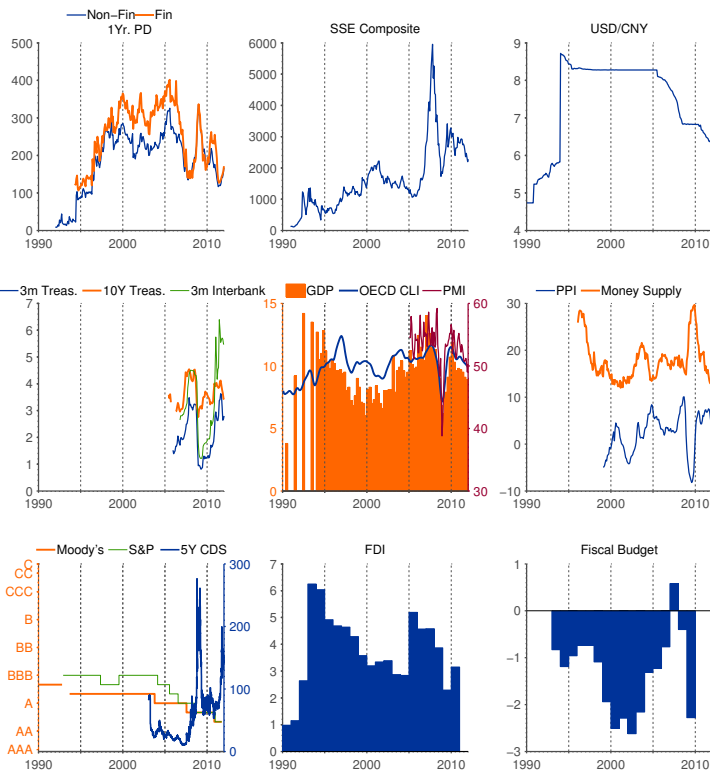 Non−Fin Fin
1Yr. PD SSE Composite USD/CNY
500 6000 9
400 5000 8
300 4000 7
200 3000 6
100 2000 5
0 1000 4
0
1990 2000 2010 1990 2000 2010 1990 2000 2010
3m Treas. 10Y Treas. 3m Interbank GDP OECD CLI PMI PPI Money Supply
7 15 60 30
6 10 50 20
5 5 40 10
4 0 30 0
3 −10
2
1
0
1990 2000 2010 1990 2000 2010 1990 2000 2010
Moody's S&P 5Y CDS FDI Fiscal Budget
C 300 7 1
CC 200 6 0
CCC 100 5 −1
B 0 4 −2
BB 3 −3
BBB 2
A 1
AA 0
AAA
1990 2000 2010 1990 2000 2010 1990 2000 2010